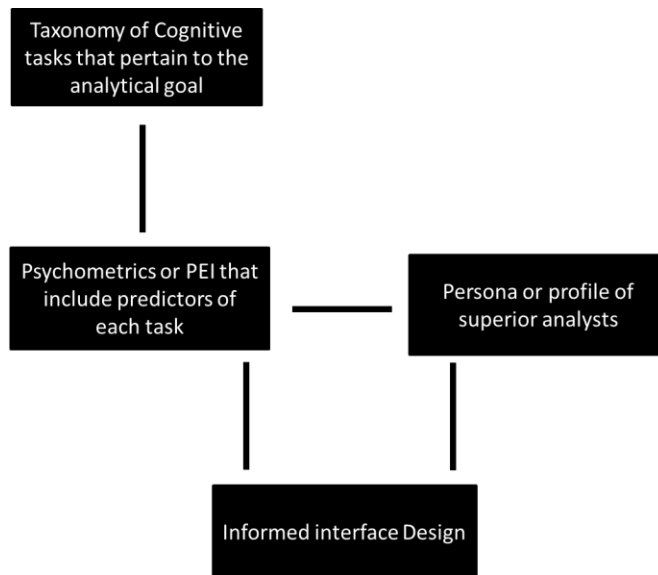 Taxonomy of Cognitive
tasks that pertain to the
analytical goal
Psychometrics or PEI that
include predictors of
each task
Persona or profile of
superior analysts
Informed interface Design